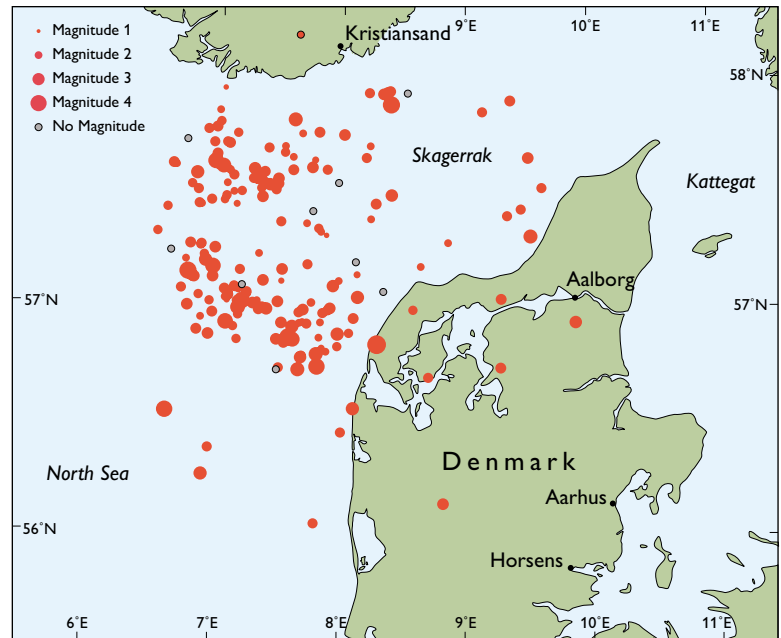 Magnitude 1
Magnitude 2
Magnitude 3
Magnitude 4
No Magnitude
Kristiansand
9°E
10°E
11°E
58°N
Skagerrak
Kattegat
Aalborg
57°N
57°N
Denmark
North Sea
Aarhus
56°N
Horsens
6°E
7°E
8°E
9°E
10°E
11°E